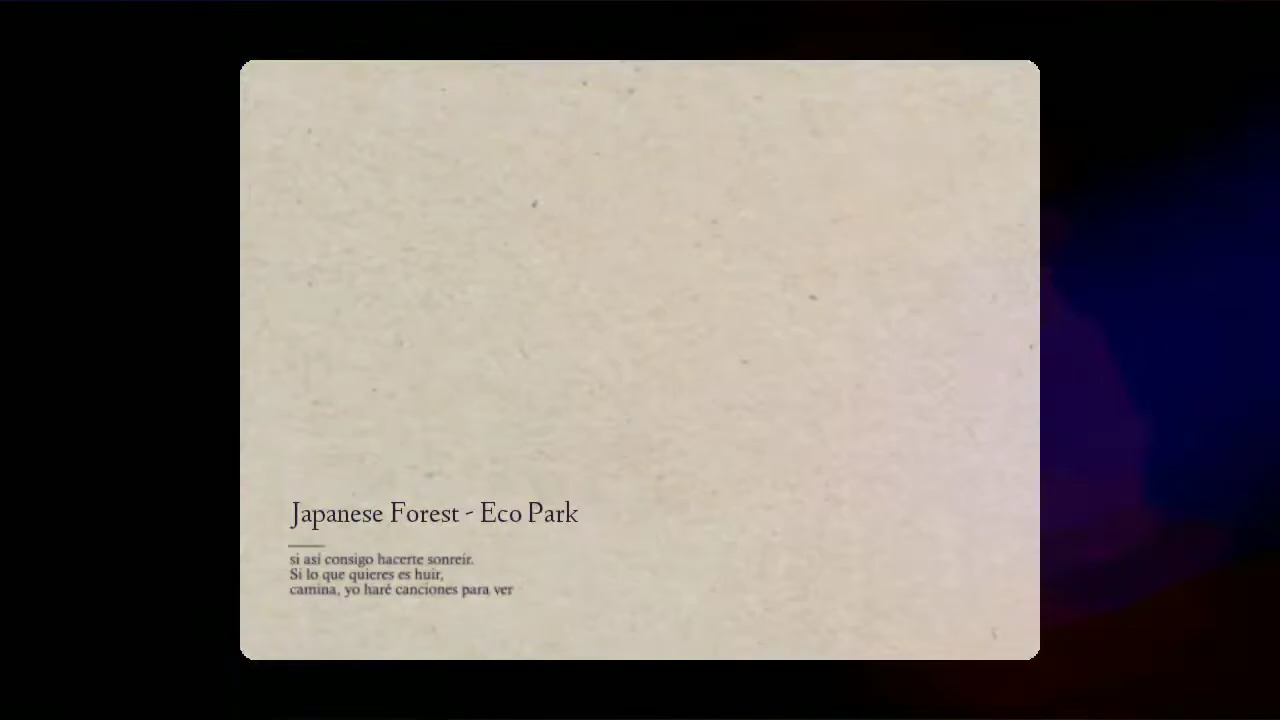 Japanese Forest - Eco Park
si así consigo hacerte sonreir.
Si lo que quieres es huir,
camina, yo haré canciones para ver